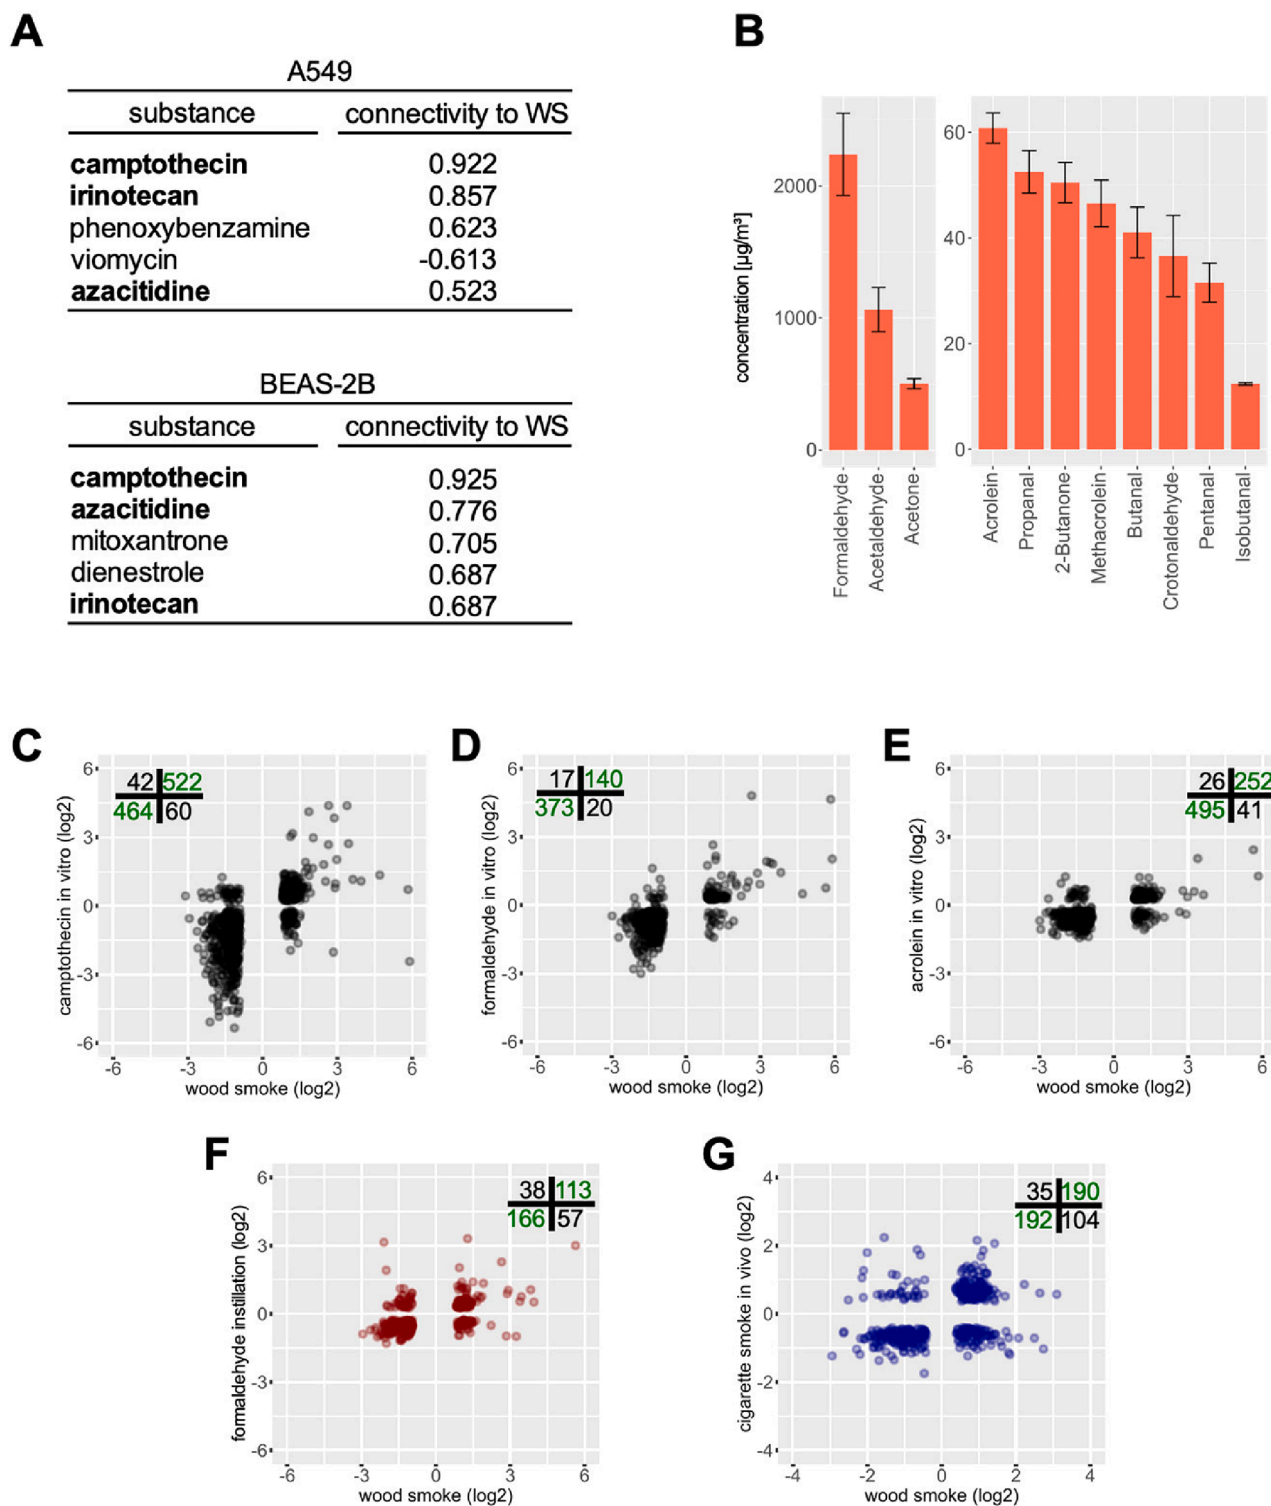 A
A549
substance connectivity to WS
camptothecin 0.922
irinotecan 0.857
phenoxybenzamine 0.623
viomycin -0.613
azacitidine 0.523
BEAS-2B
substance connectivity to WS
camptothecin 0.925
azacitidine 0.776
mitoxantrone 0.705
dienestrole 0.687
irinotecan 0.687
B
concentration [µg/m³]
2000
1000
0
Formaldehyde
Acetaldehyde
Acetone
60
40
20
0
Acrolein
Propanal
2-Butanone
Methacrolein
Butanal
Crotonaldehyde
Pentanal
Isobutanal
C
camptothecin in vitro (log2)
6
3
0
-3
-6
42 522
464 60
-6 -3 0 3 6
wood smoke (log2)
D
formaldehyde in vitro (log2)
6
3
0
-3
-6
17 140
373 20
-6 -3 0 3 6
wood smoke (log2)
E
acrolein in vitro (log2)
6
3
0
-3
-6
26 252
495 41
-6 -3 0 3 6
wood smoke (log2)
F
formaldehyde instillation (log2)
6
3
0
-3
-6
38 113
166 57
-6 -3 0 3 6
wood smoke (log2)
G
cigarette smoke in vivo (log2)
4
2
0
-2
-4
35 190
192 104
-4 -2 0 2 4
wood smoke (log2)